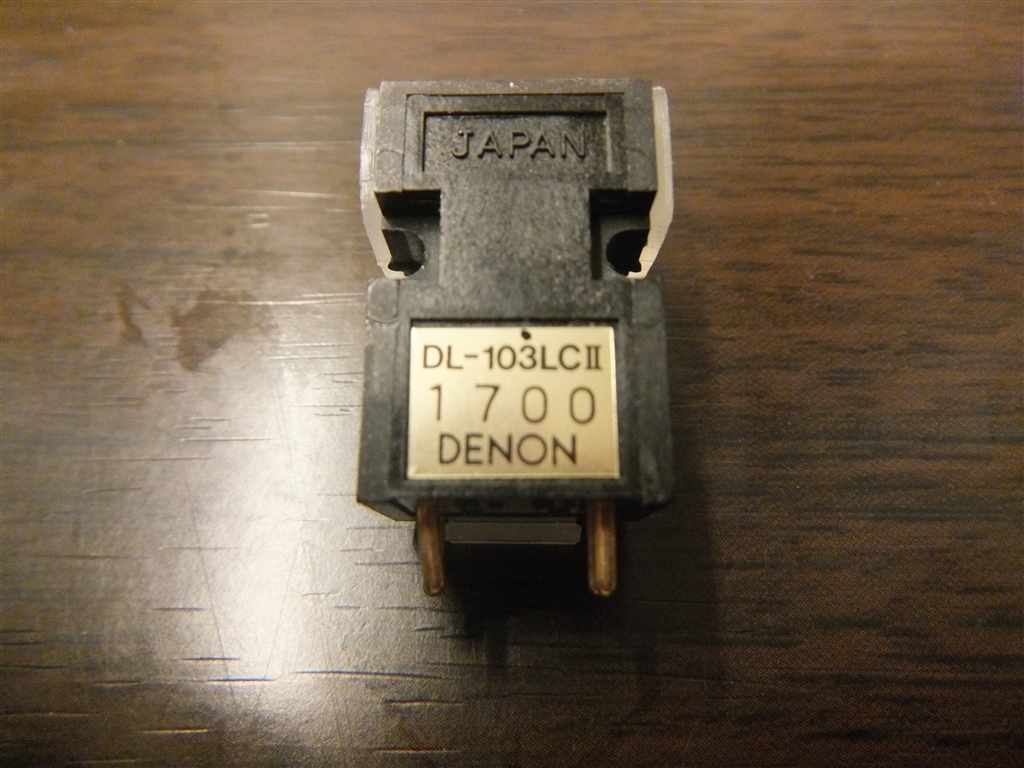 JAPAN
DL-103LCⅡ
1700
DENON